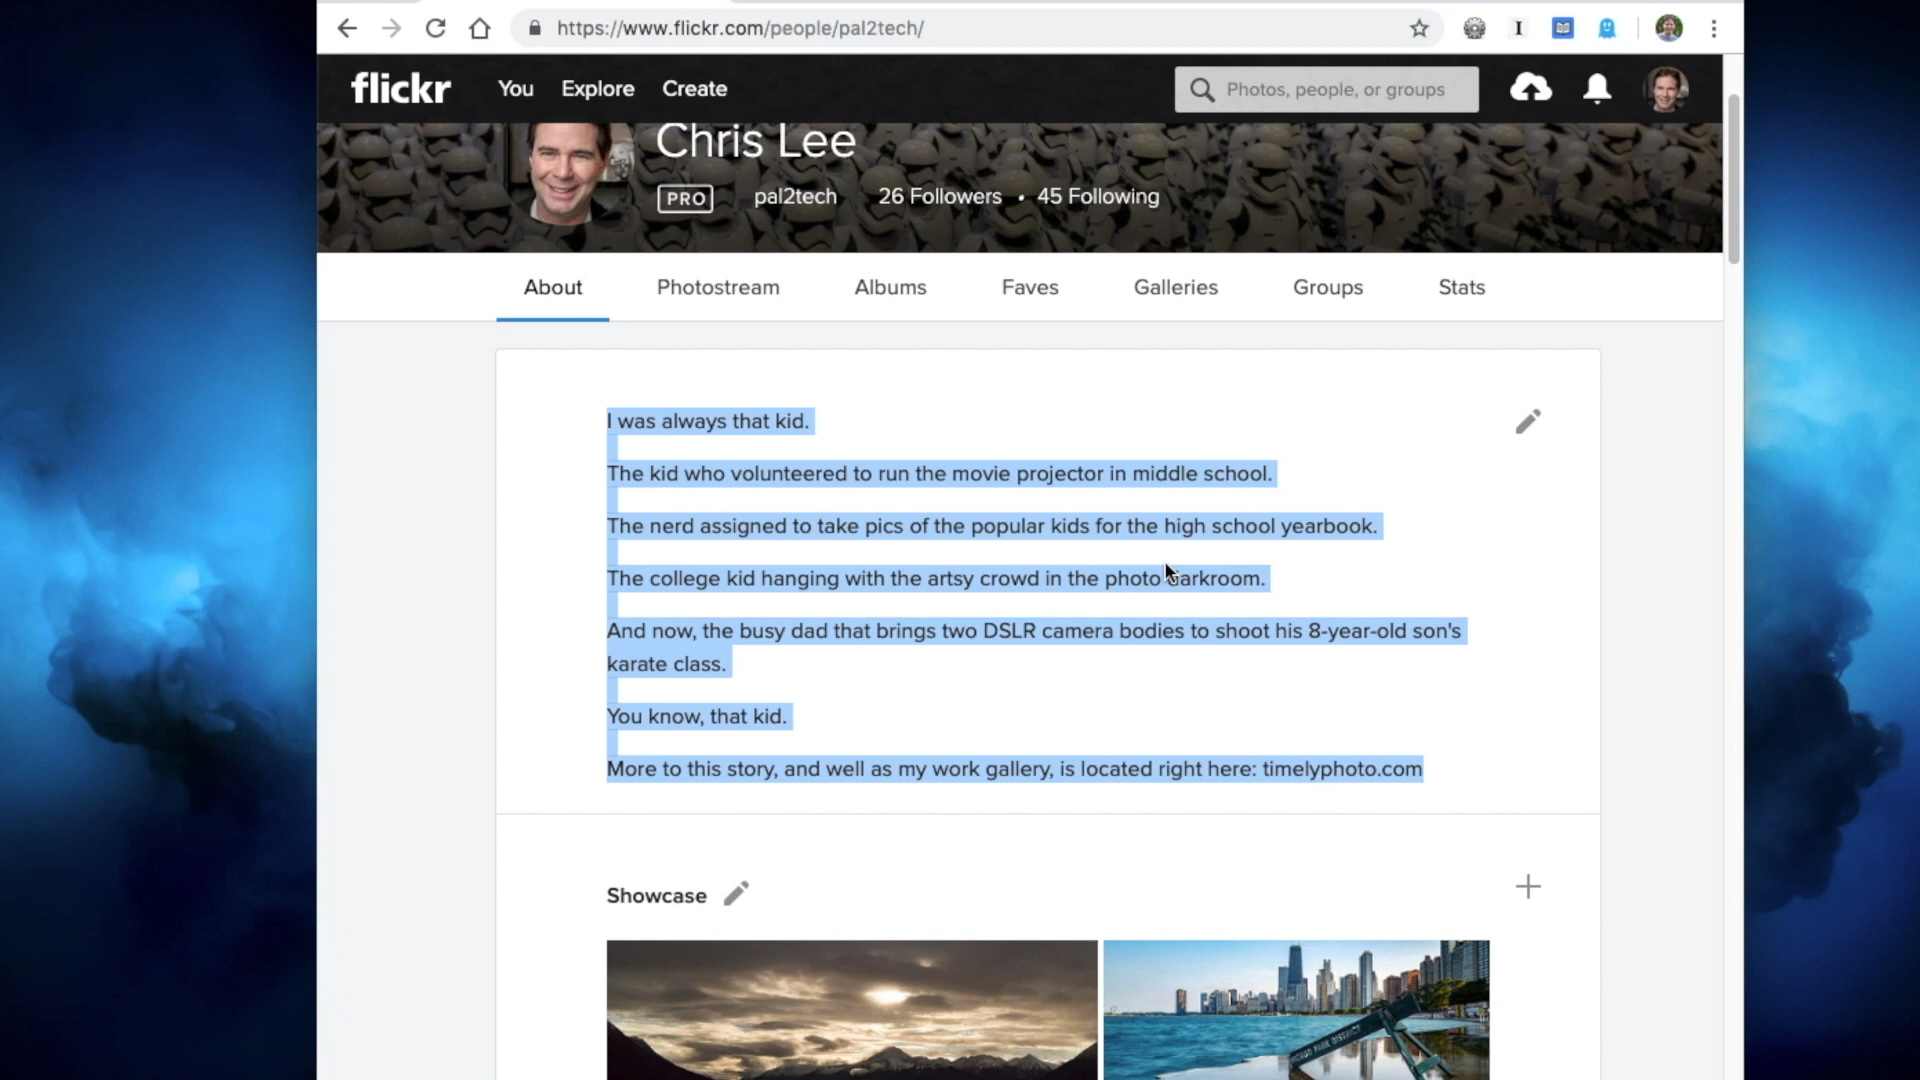 https://www.flickr.com/people/pal2tech/
flickr You Explore Create Photos, people, or groups
Chris Lee
PRO pal2tech 26 Followers • 45 Following
About Photostream Albums Faves Galleries Groups Stats
I was always that kid.
The kid who volunteered to run the movie projector in middle school.
The nerd assigned to take pics of the popular kids for the high school yearbook.
The college kid hanging with the artsy crowd in the photo darkroom.
And now, the busy dad that brings two DSLR camera bodies to shoot his 8-year-old son's
karate class.
You know, that kid.
More to this story, and well as my work gallery, is located right here: timelyphoto.com
Showcase
CHICAGO PARK DISTRICT